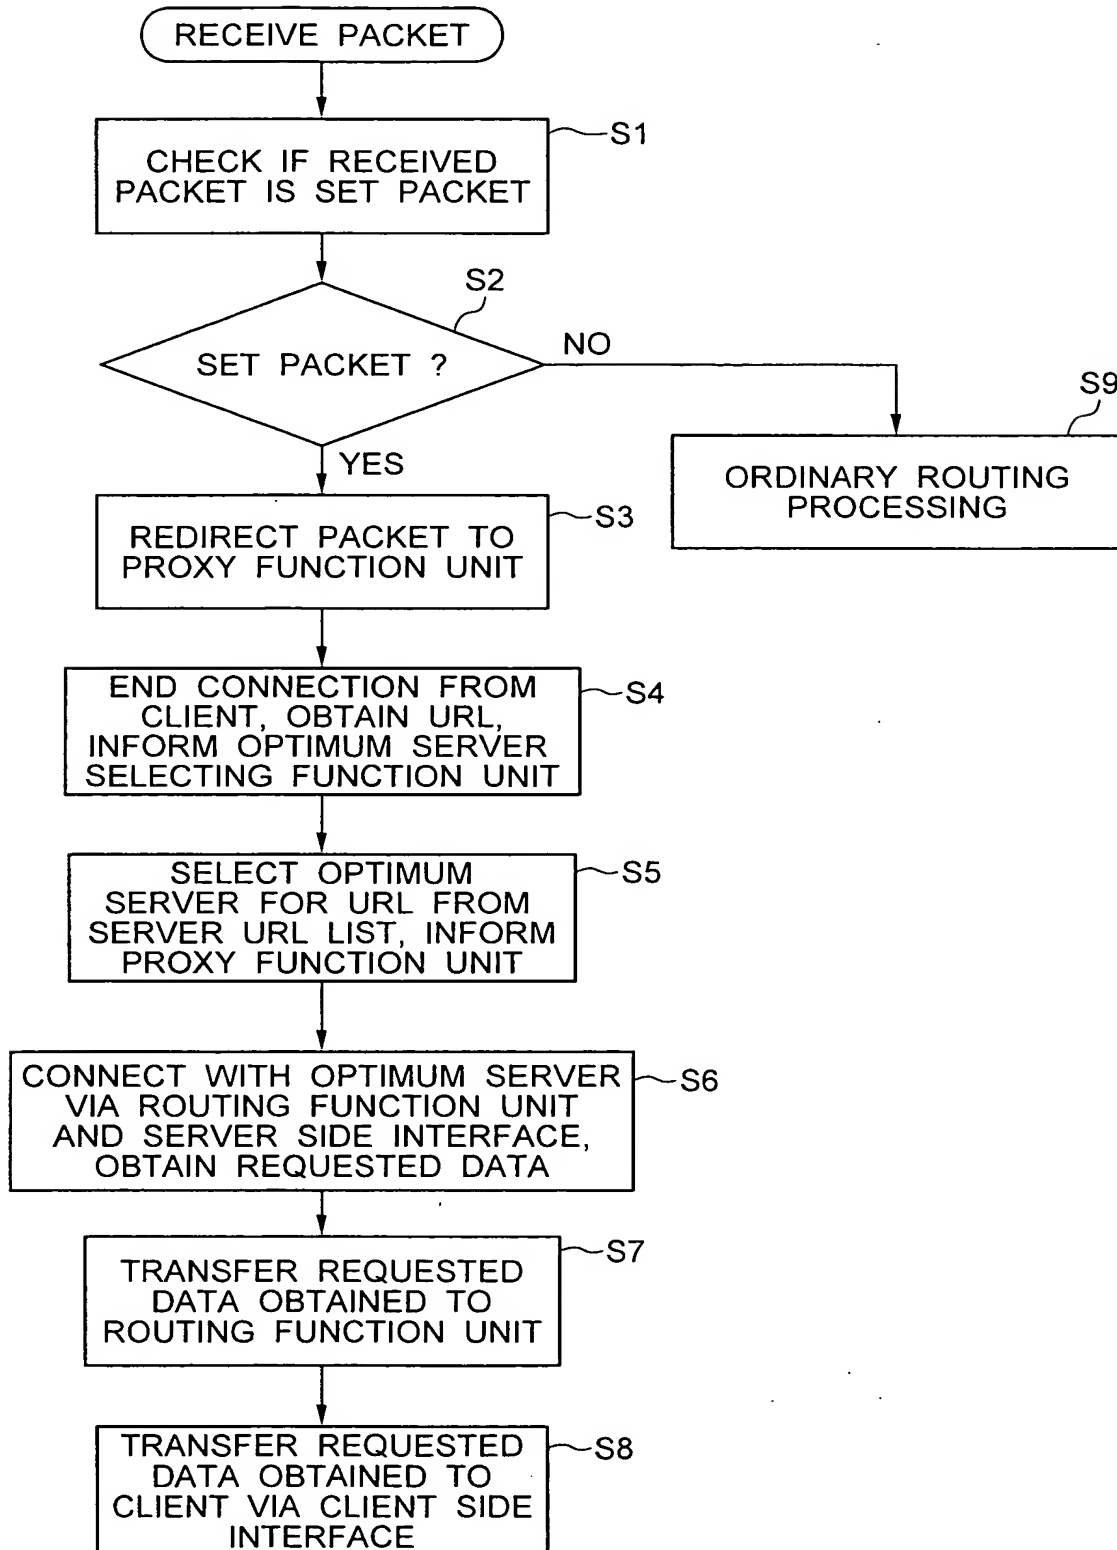 RECEIVE PACKET
S1
CHECK IF RECEIVED
PACKET IS SET PACKET
S2
SET PACKET ?
NO
YES
S9
ORDINARY ROUTING
PROCESSING
S3
REDIRECT PACKET TO
PROXY FUNCTION UNIT
S4
END CONNECTION FROM
CLIENT, OBTAIN URL,
INFORM OPTIMUM SERVER
SELECTING FUNCTION UNIT
S5
SELECT OPTIMUM
SERVER FOR URL FROM
SERVER URL LIST, INFORM
PROXY FUNCTION UNIT
S6
CONNECT WITH OPTIMUM SERVER
VIA ROUTING FUNCTION UNIT
AND SERVER SIDE INTERFACE,
OBTAIN REQUESTED DATA
S7
TRANSFER REQUESTED
DATA OBTAINED TO
ROUTING FUNCTION UNIT
S8
TRANSFER REQUESTED
DATA OBTAINED TO
CLIENT VIA CLIENT SIDE
INTERFACE